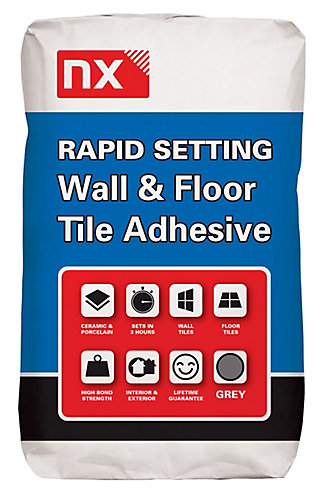 nx
RAPID SETTING
Wall & Floor
Tile Adhesive
CERAMIC &
PORCELAIN
SETS IN
3 HOURS
WALL
TILES
FLOOR
TILES
HIGH BOND
STRENGTH
INTERIOR &
EXTERIOR
LIFETIME
GUARANTEE
GREY